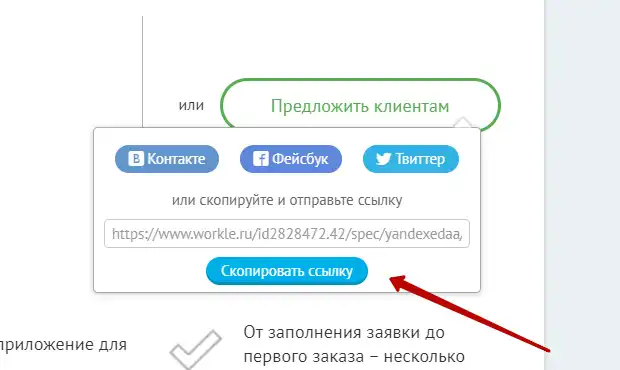 или
Предложить клиентам
В Контакте
Фейсбук
Твиттер
или скопируйте и отправьте ссылку
https://www.workle.ru/id2828472.42/spec/yandexedaa,
Скопировать ссылку
приложение для
От заполнения заявки до
первого заказа – несколько